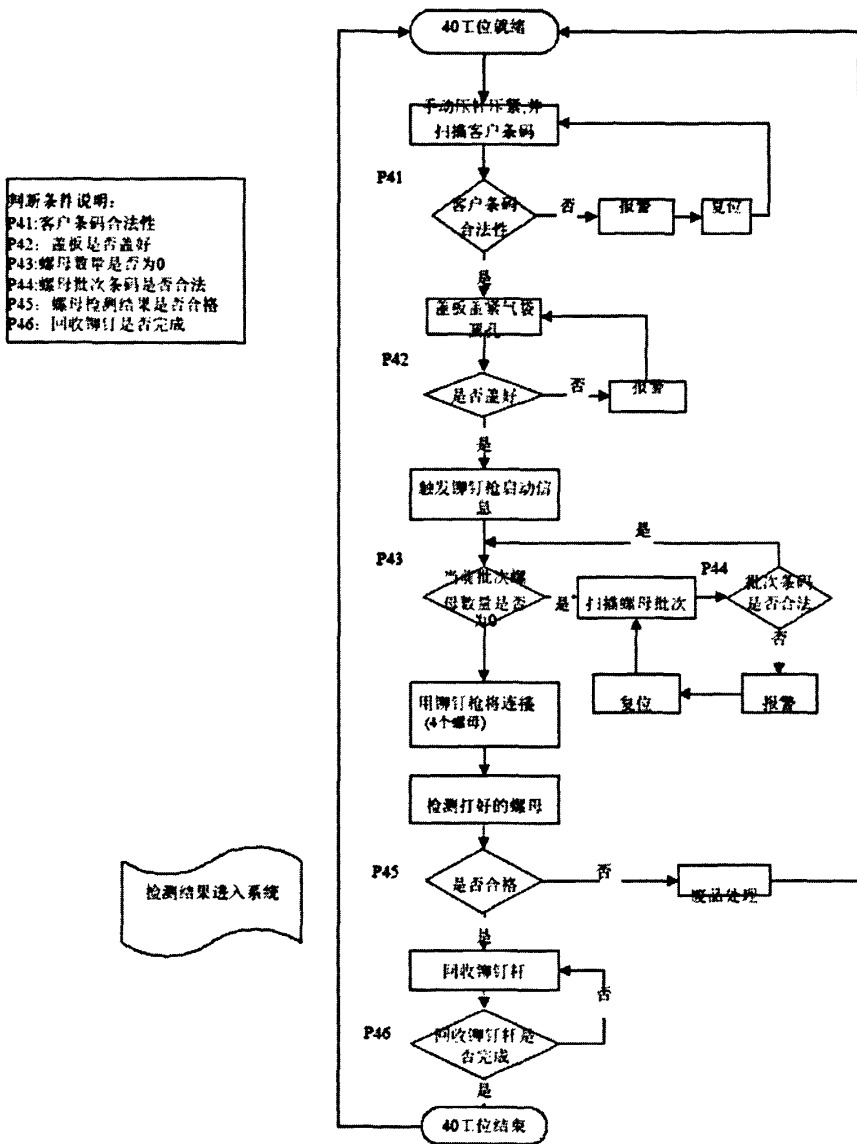 40工位就绪
手动压杆压紧,并
扫描客户条码
P41
客户条码
合法性
否
报警
复位
判断条件说明:
P41:客户条码合法性
P42: 盖板是否盖好
P43:螺母数量是否为0
P44:螺母批次条码是否合法
P45: 螺母检测结果是否合格
P46: 回收铆钉是否完成
是
盖板盖紧气袋
置孔
P42
是否盖好
否
报警
是
触发铆钉枪启动信
息
是
P43
当前批次螺
母数量是否
为0
是
扫描螺母批次
P44
批次条码
是否合法
否
用铆钉枪将连接
(4个螺母)
复位
报警
检测打好的螺母
检测结果进入系统
P45
是否合格
否
废品处理
是
回收铆钉杆
否
P46
回收铆钉杆是
否完成
是
40工位结束